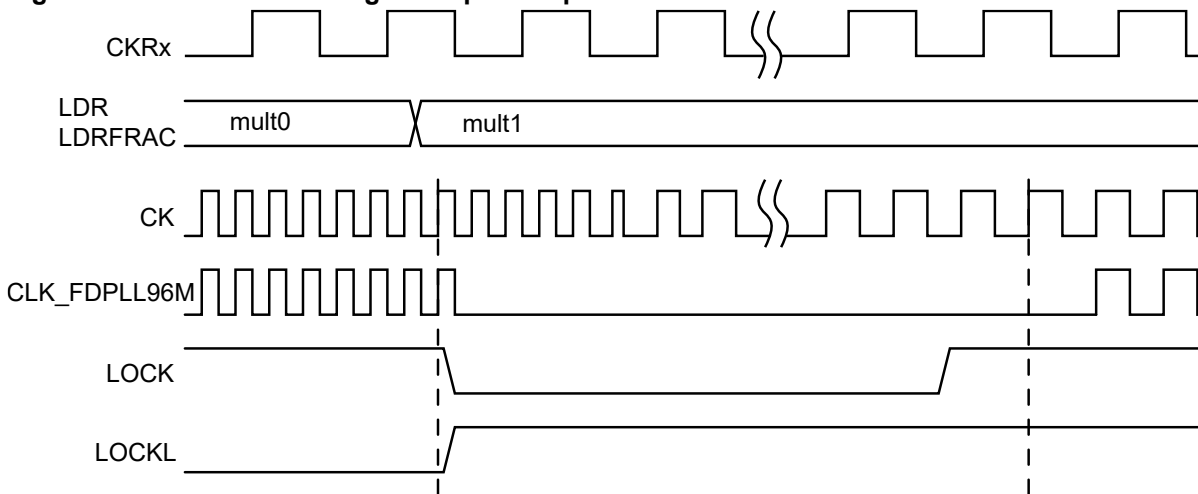 CKRx
LDR
LDRFRAC
mult0
mult1
CK
CLK_FDPLL96M
LOCK
LOCKL